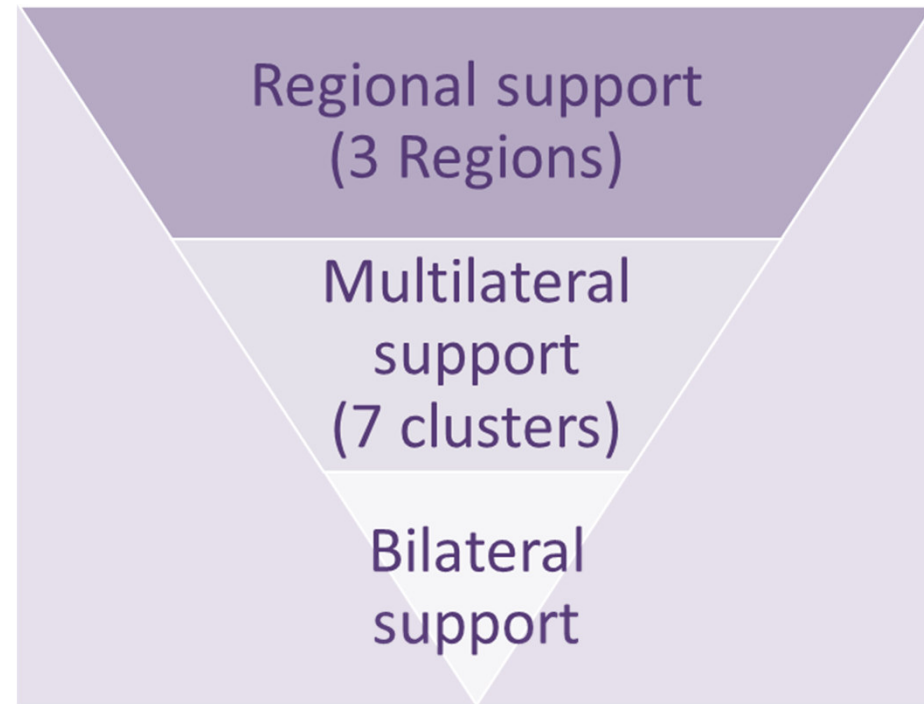 Regional support
(3 Regions)
Multilateral
support
(7 clusters)
Bilateral
support